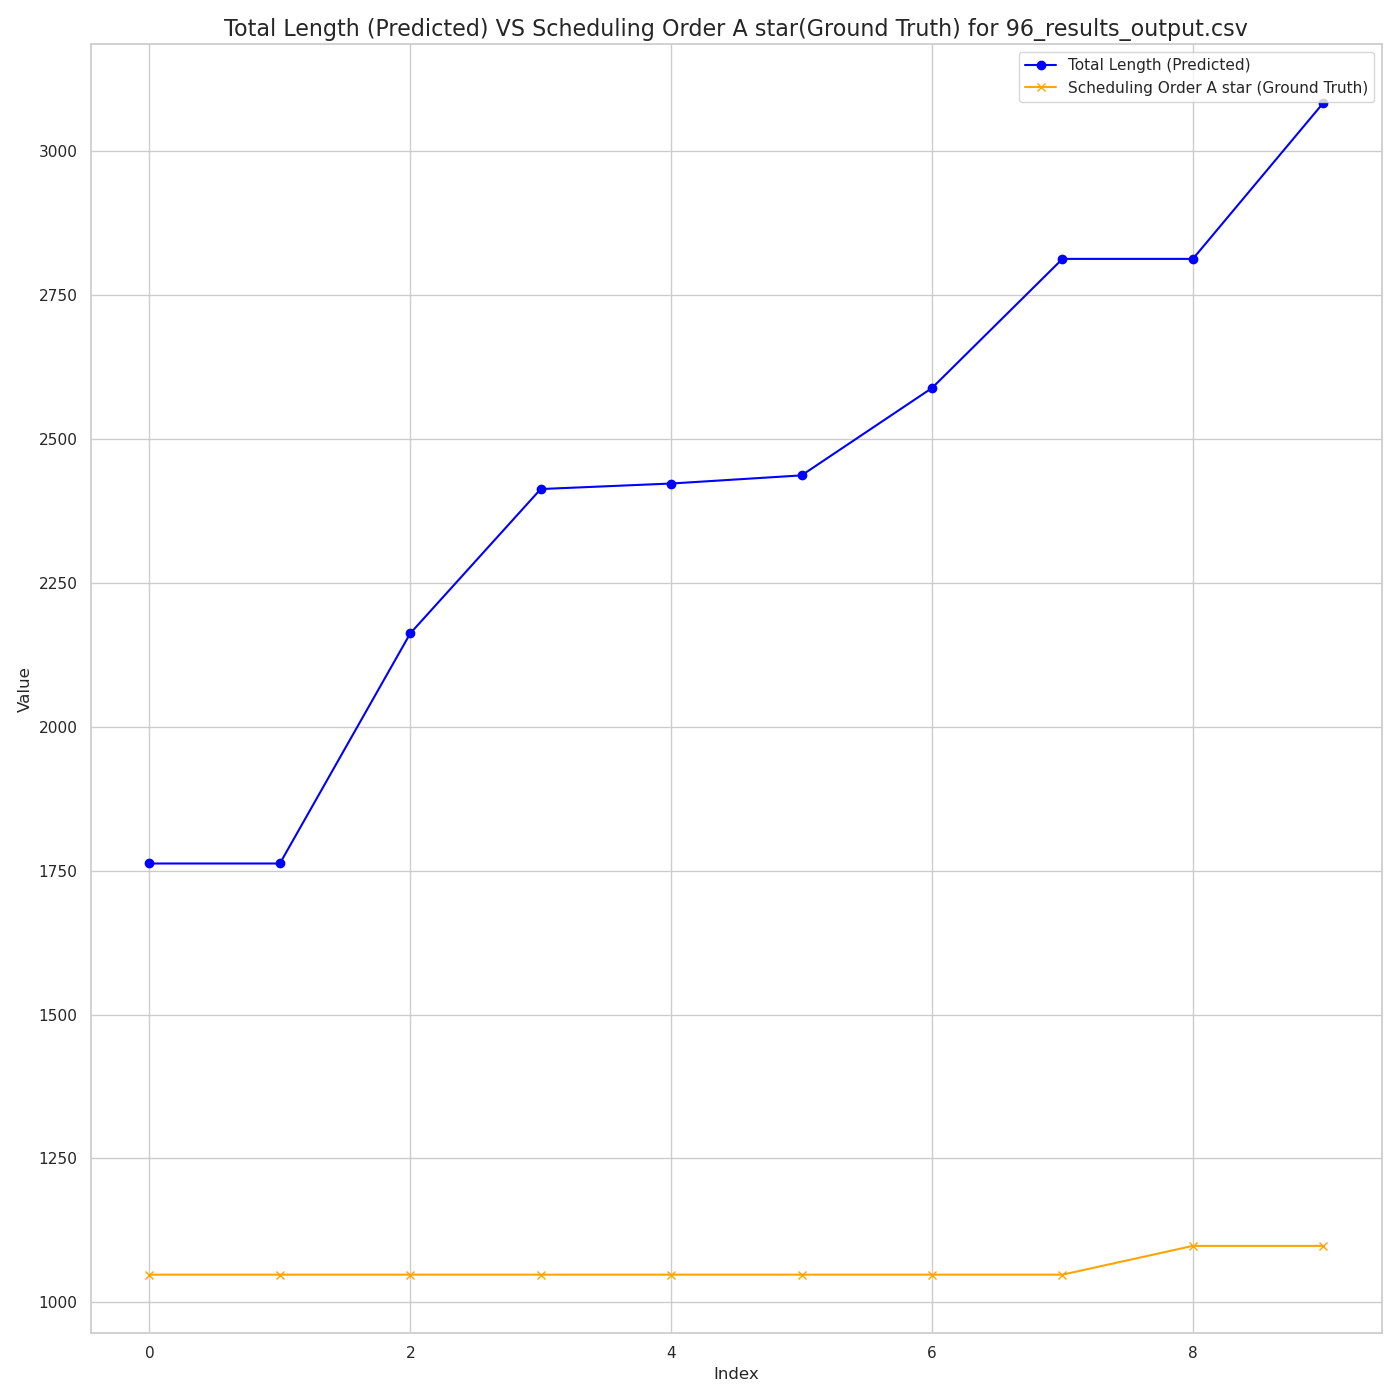 Total Length (Predicted) VS Scheduling Order A star(Ground Truth) for 96_results_output.csv
Total Length (Predicted)
Scheduling Order A star (Ground Truth)
3000
2750
2500
2250
2000
1750
1500
1250
1000
Value
0 2 4 6 8
Index